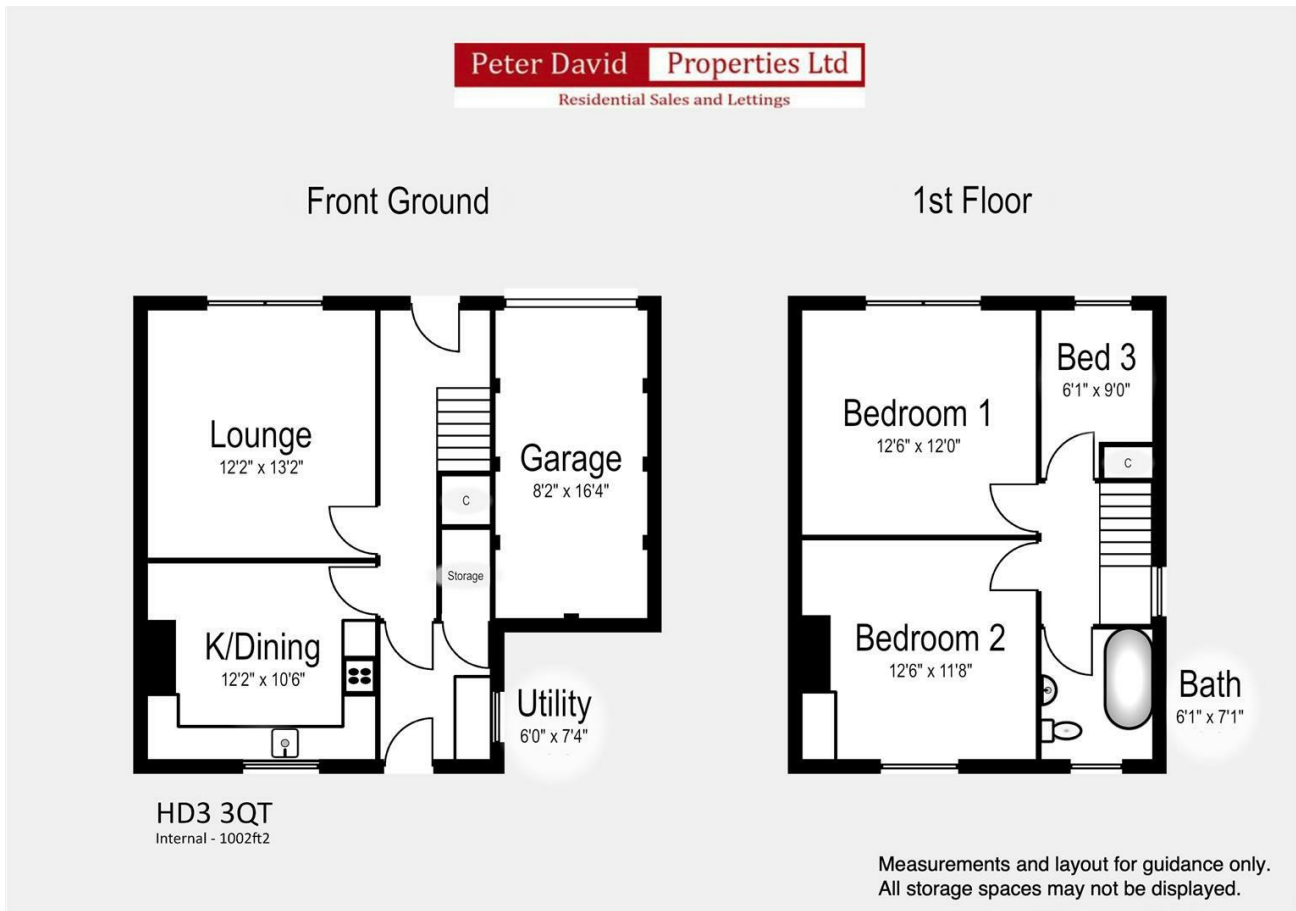 Peter David Properties Ltd
Residential Sales and Lettings
Front Ground
1st Floor
Lounge
12'2" x 13'2"
C
Storage
Garage
8'2" x 16'4"
K/Dining
12'2" x 10'6"
Utility
6'0" x 7'4"
Bedroom 1
12'6" x 12'0"
Bed 3
6'1" x 9'0"
C
Bedroom 2
12'6" x 11'8"
Bath
6'1" x 7'1"
HD3 3QT
Internal - 1002ft2
Measurements and layout for guidance only.
All storage spaces may not be displayed.